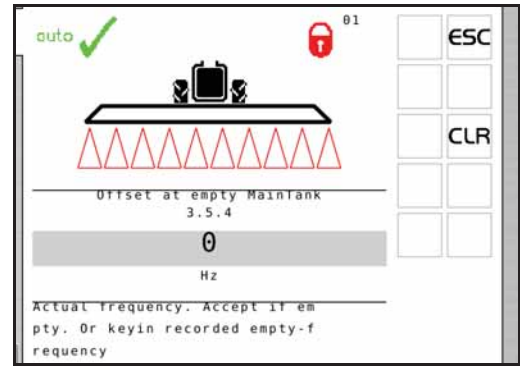 auto
01
ESC
CLR
Offset at empty MainTank
3.5.4
0
Hz
Actual frequency. Accept if em
pty. Or keyin recorded empty-f
requency